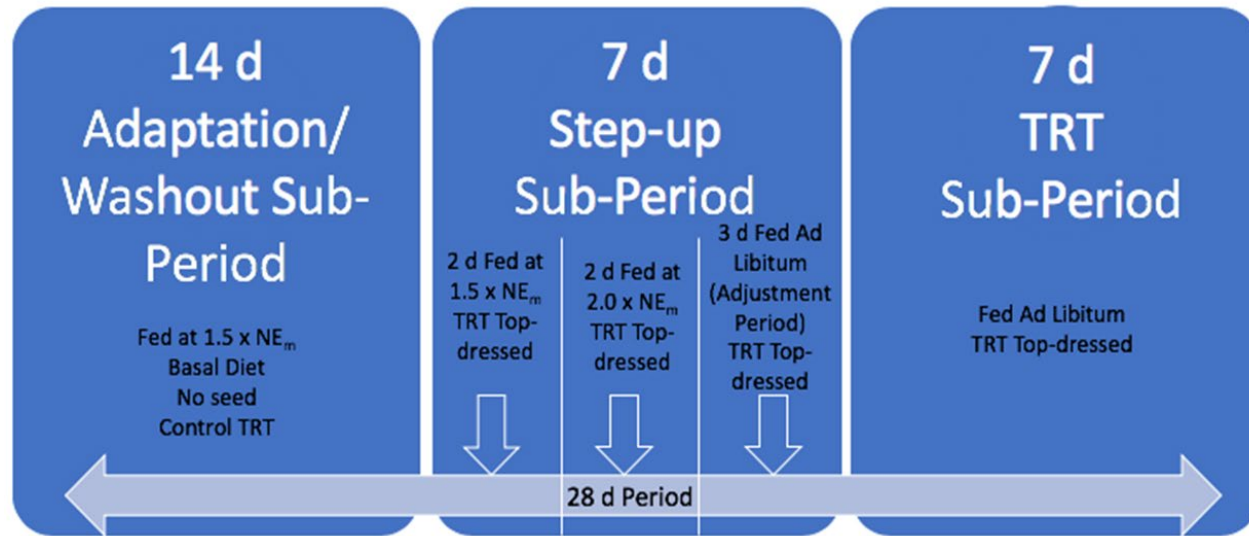 14 d
Adaptation/
Washout Sub-
Period
Fed at 1.5 x NEm
Basal Diet
No seed
Control TRT
7 d
Step-up
Sub-Period
2 d Fed at
1.5 x NEm
TRT Top-
dressed
2 d Fed at
2.0 x NEm
TRT Top-
dressed
3 d Fed Ad
Libitum
(Adjustment
Period)
TRT Top-
dressed
7 d
TRT
Sub-Period
Fed Ad Libitum
TRT Top-dressed
28 d Period